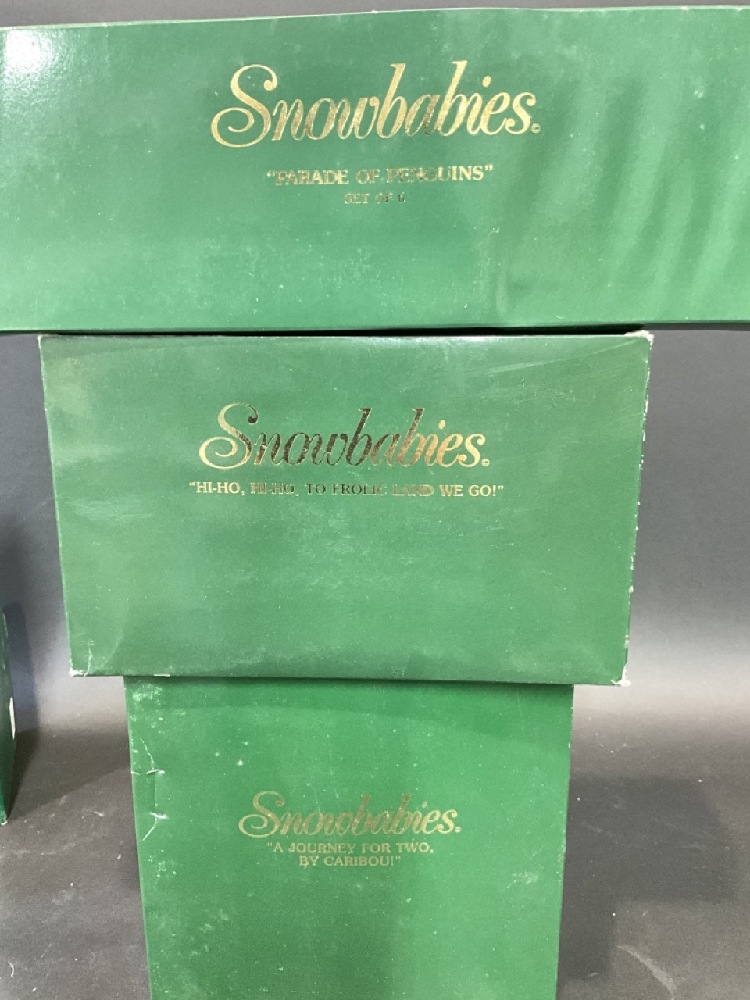 Snowbabies©
"PARADE OF PENGUINS"
SET OF 6
Snowbabies.
"HI-HO, HI-HO, TO FROLIC LAND WE GO!"
Snowbabies.
"A JOURNEY FOR TWO,
BY CARIBOU!"